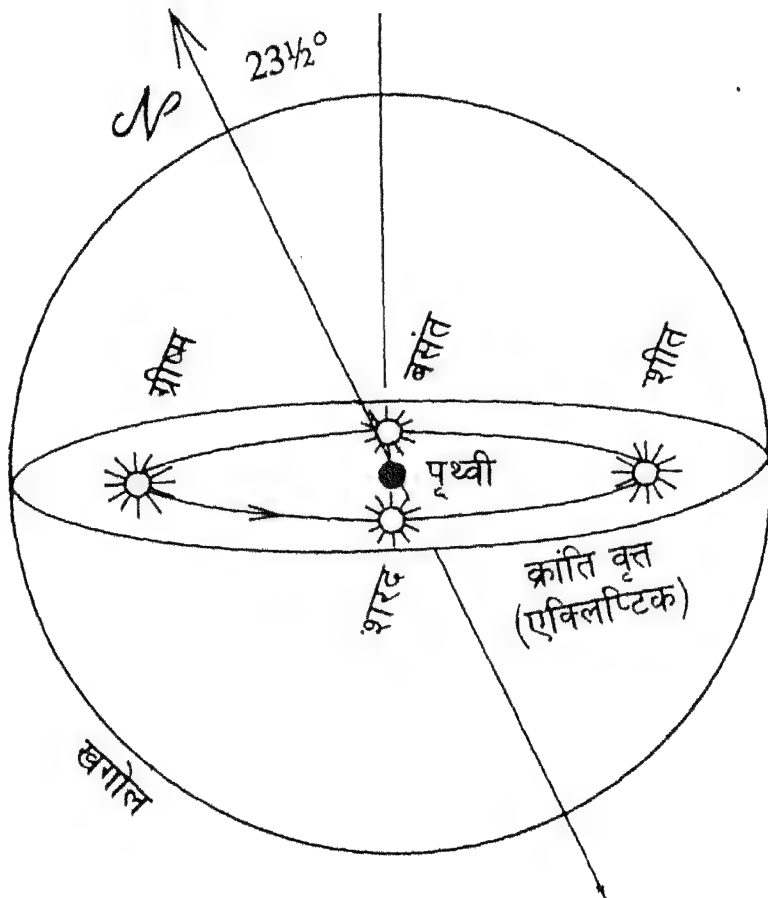 23½°
N
ग्रीष्म
बसंत
शीत
पृथ्वी
शरद
क्रांति वृत्त
(एक्लिप्टिक)
खगोल